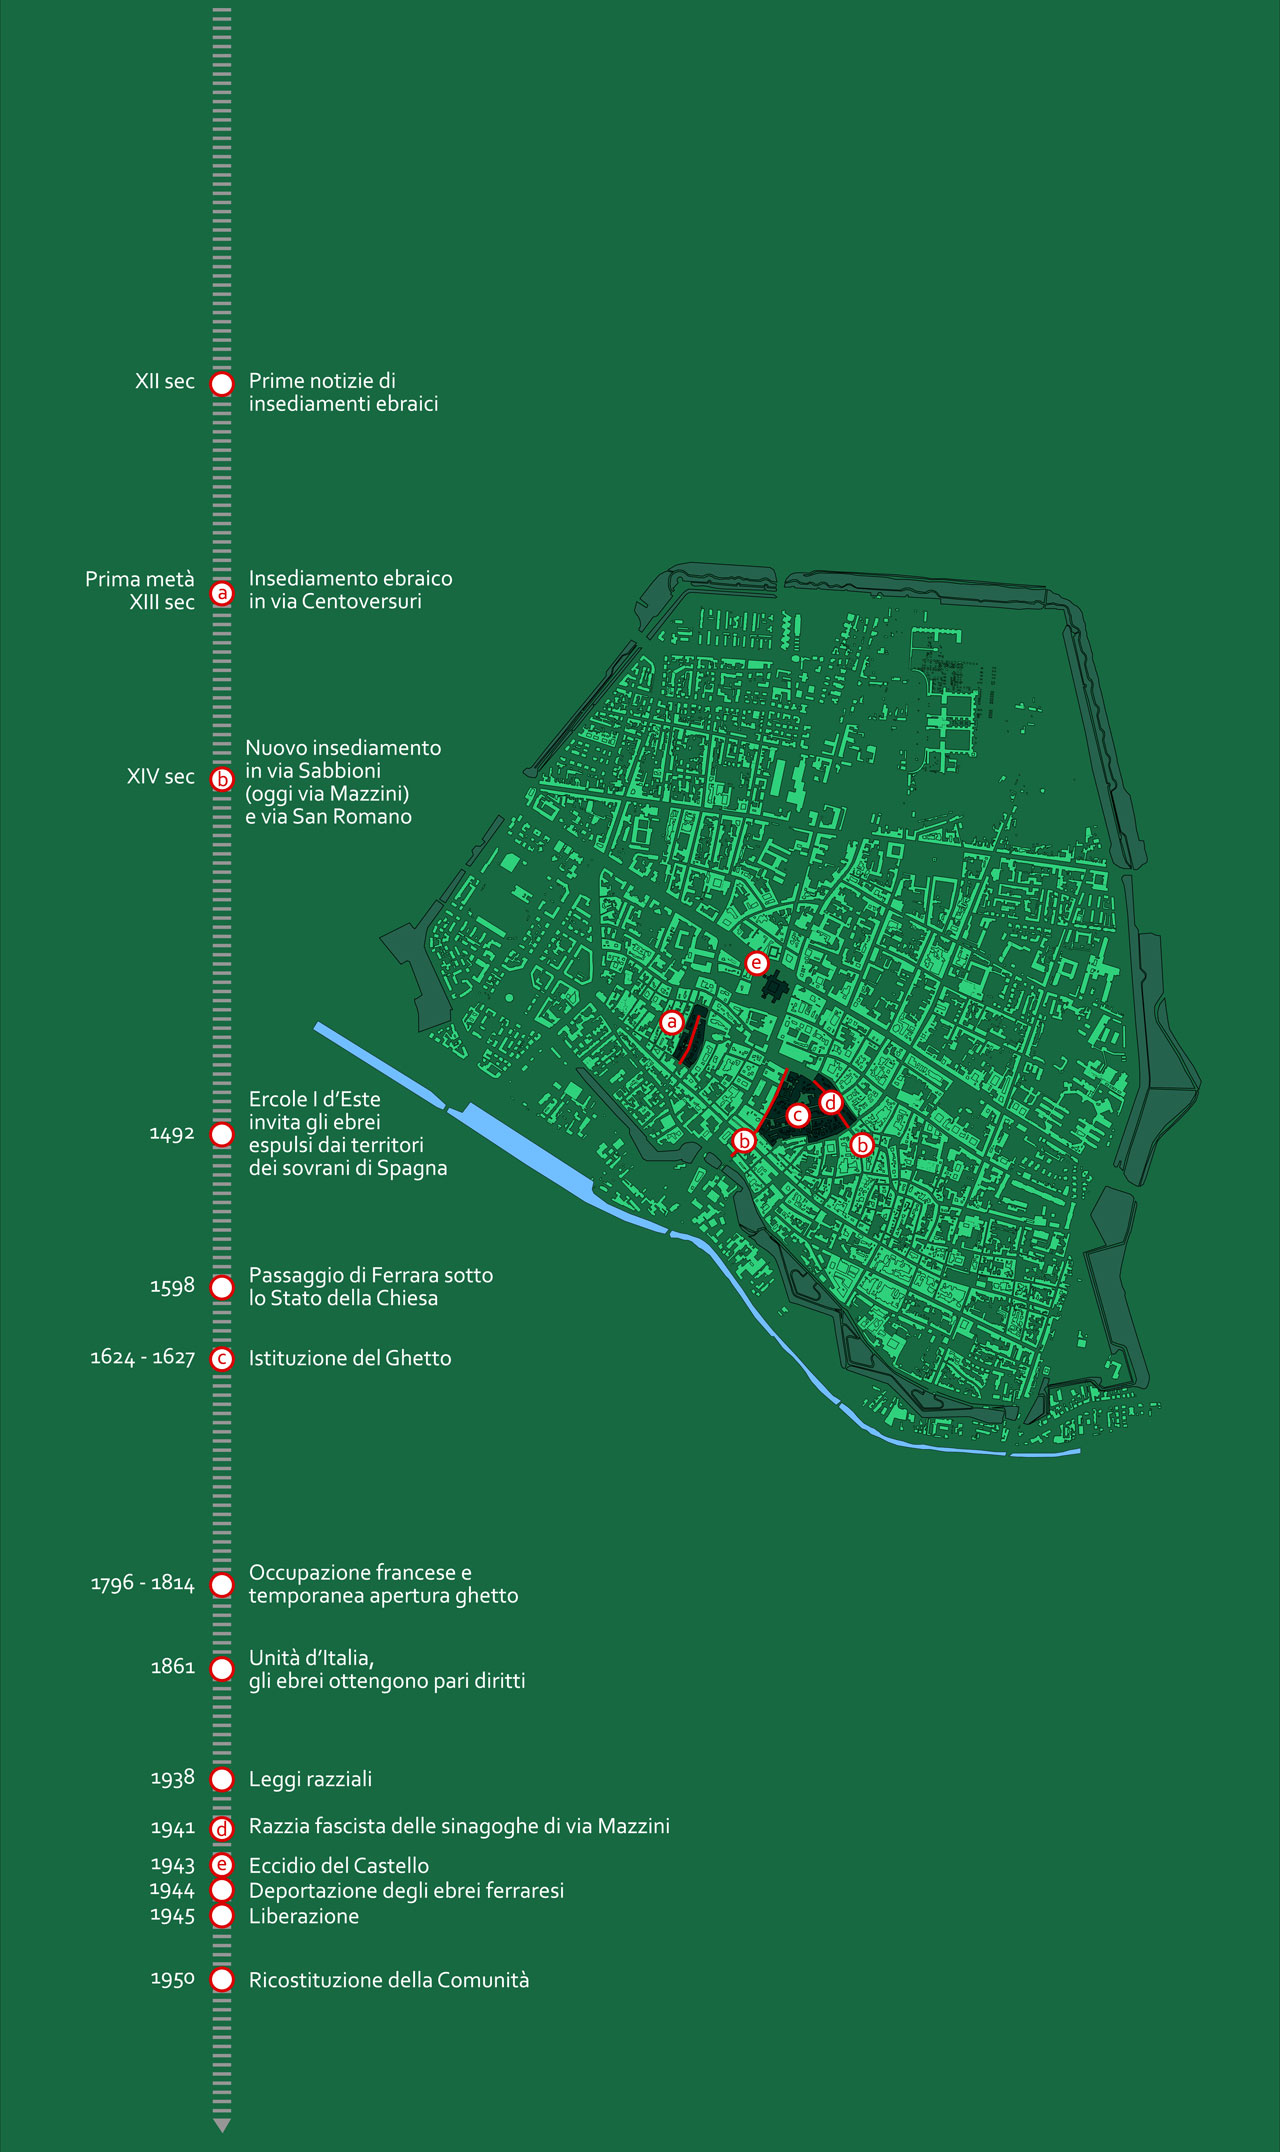 XII sec
Prime notizie di
insediamenti ebraici
Prima metà
XIII sec
a
Insediamento ebraico
in via Centoversuri
XIV sec
b
Nuovo insediamento
in via Sabbioni
(oggi via Mazzini)
e via San Romano
1492
Ercole I d’Este
invita gli ebrei
espulsi dai territori
dei sovrani di Spagna
1598
Passaggio di Ferrara sotto
lo Stato della Chiesa
1624 - 1627
c
Istituzione del Ghetto
1796 - 1814
Occupazione francese e
temporanea apertura ghetto
1861
Unità d’Italia,
gli ebrei ottengono pari diritti
1938
Leggi razziali
1941
d
Razzia fascista delle sinagoghe di via Mazzini
1943
e
Eccidio del Castello
1944
Deportazione degli ebrei ferraresi
1945
Liberazione
1950
Ricostituzione della Comunità
e
a
d
c
b
b